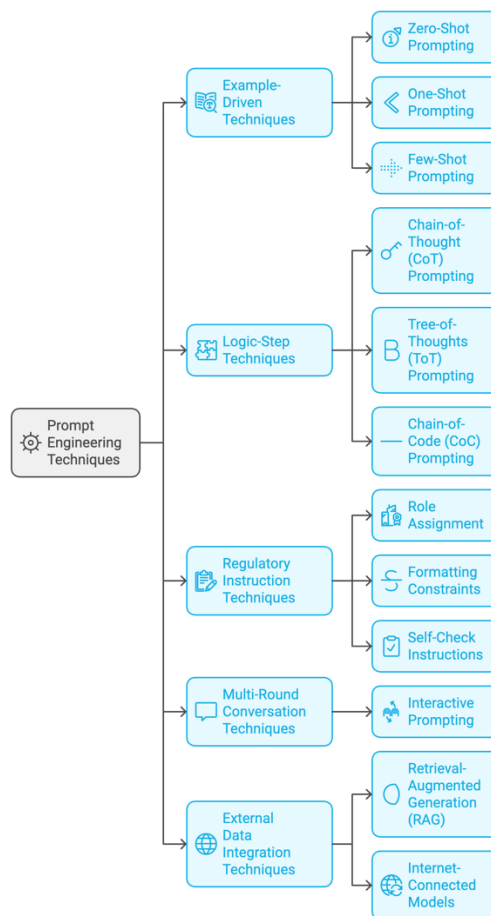 Zero-Shot
Prompting
Example-
Driven
Techniques
One-Shot
Prompting
Few-Shot
Prompting
Chain-of-
Thought
(CoT)
Prompting
Logic-Step
Techniques
Tree-of-
Thoughts
(ToT)
Prompting
Chain-of-
Code (CoC)
Prompting
Prompt
Engineering
Techniques
Role
Assignment
Regulatory
Instruction
Techniques
Formatting
Constraints
Self-Check
Instructions
Multi-Round
Conversation
Techniques
Interactive
Prompting
Retrieval-
Augmented
Generation
(RAG)
External
Data
Integration
Techniques
Internet-
Connected
Models